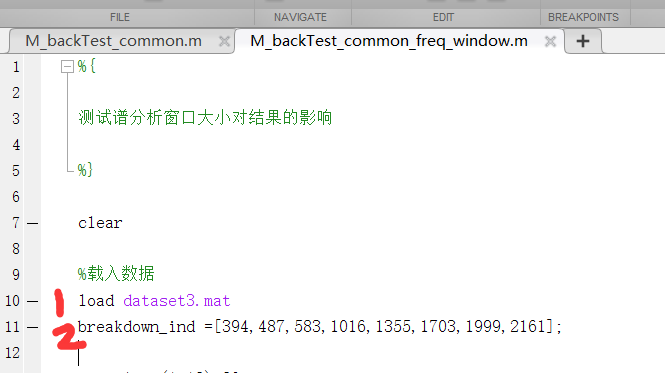 FILE NAVIGATE EDIT BREAKPOINTS
M_backTest_common.m M_backTest_common_freq_window.m
1 %{
2
3 测试谱分析窗口大小对结果的影响
4
5 %}
6
7 clear
8
9 %载入数据
1
10 load dataset3.mat
2
11 breakdown_ind =[394,487,583,1016,1355,1703,1999,2161];
12